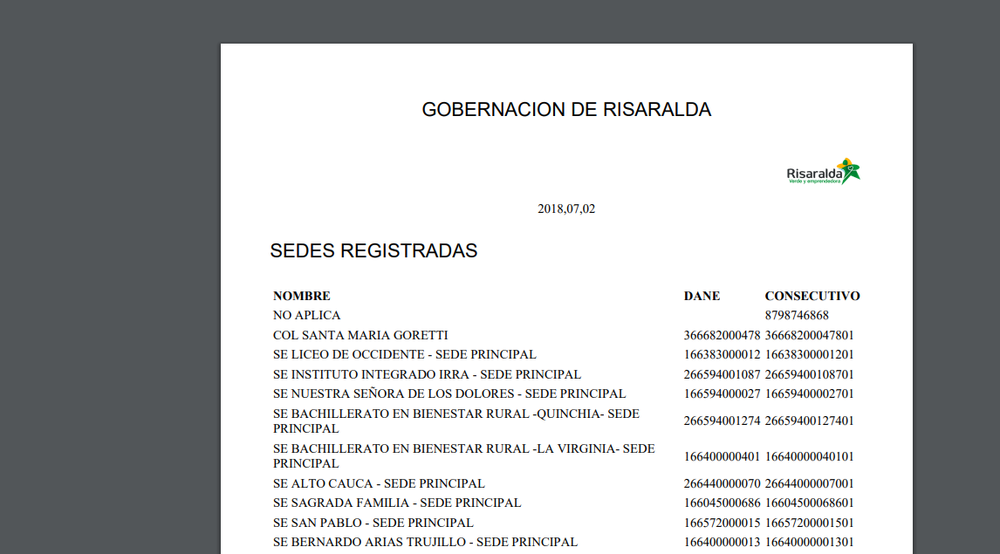 GOBERNACION DE RISARALDA
Risaralda
Verde y emprendedora
2018,07,02
SEDES REGISTRADAS
NOMBRE DANE CONSECUTIVO
NO APLICA 8798746868
COL SANTA MARIA GORETTI 366682000478 36668200047801
SE LICEO DE OCCIDENTE - SEDE PRINCIPAL 166383000012 16638300001201
SE INSTITUTO INTEGRADO IRRA - SEDE PRINCIPAL 266594001087 26659400108701
SE NUESTRA SEÑORA DE LOS DOLORES - SEDE PRINCIPAL 166594000027 16659400002701
SE BACHILLERATO EN BIENESTAR RURAL -QUINCHIA- SEDE
PRINCIPAL 266594001274 26659400127401
SE BACHILLERATO EN BIENESTAR RURAL -LA VIRGINIA- SEDE
PRINCIPAL 166400000401 16640000040101
SE ALTO CAUCA - SEDE PRINCIPAL 266440000070 26644000007001
SE SAGRADA FAMILIA - SEDE PRINCIPAL 166045000686 16604500068601
SE SAN PABLO - SEDE PRINCIPAL 166572000015 16657200001501
SE BERNARDO ARIAS TRUJILLO - SEDE PRINCIPAL 166400000013 16640000001301